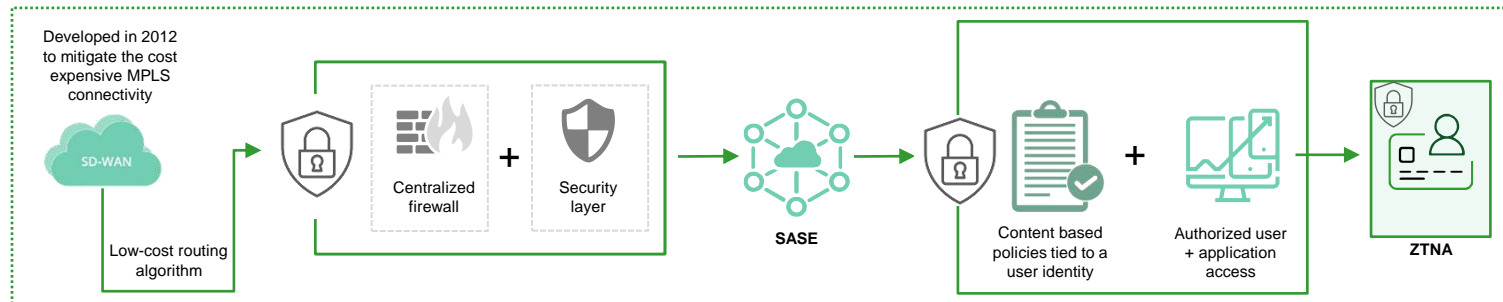 Developed in 2012
to mitigate the cost
expensive MPLS
connectivity
SD-WAN
Low-cost routing
algorithm
Centralized
firewall
+
Security
layer
SASE
Content based
policies tied to a
user identity
+
Authorized user
+ application
access
ZTNA